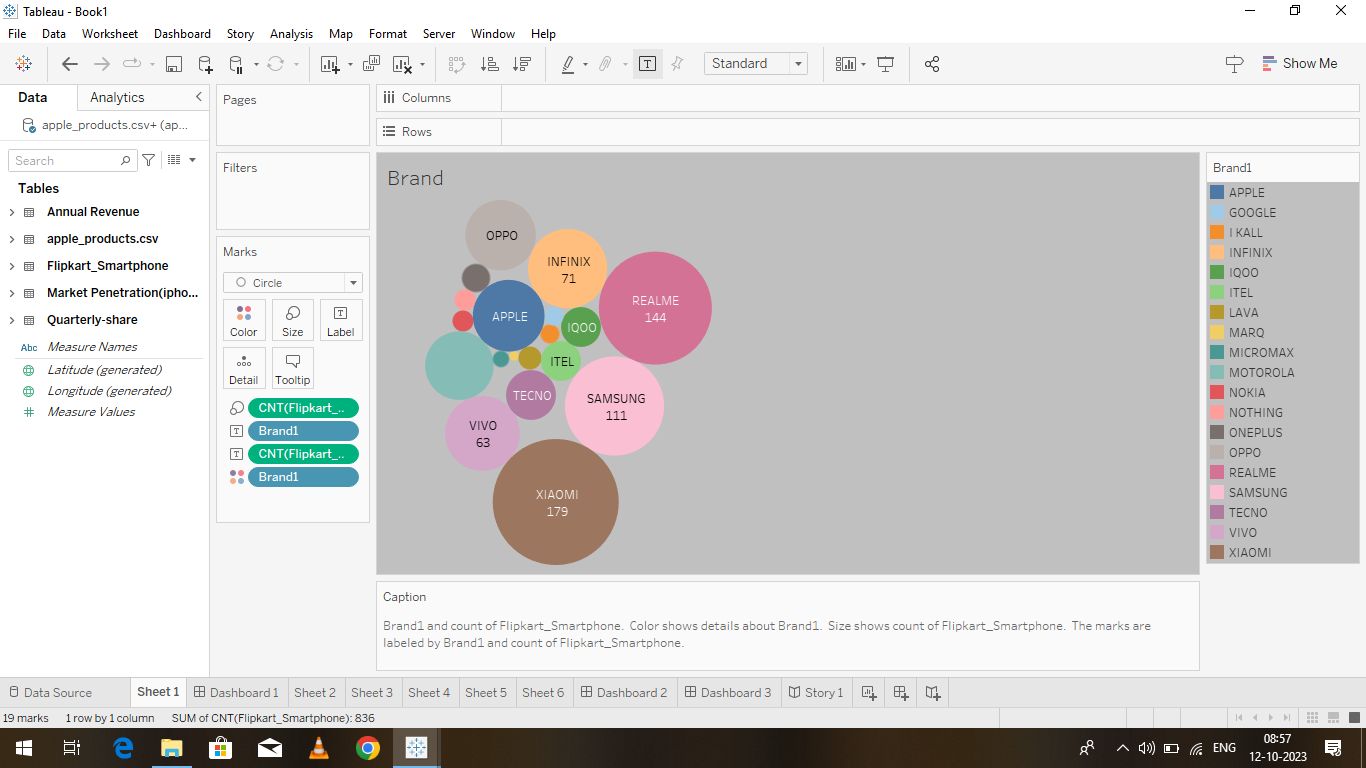 Tableau - Book1
File Data Worksheet Dashboard Story Analysis Map Format Server Window Help
Standard
Show Me
Data Analytics
apple_products.csv+ (ap...
Search
Tables
Annual Revenue
apple_products.csv
Flipkart_Smartphone
Market Penetration(ipho...
Quarterly-share
Abc Measure Names
Latitude (generated)
Longitude (generated)
Measure Values
Pages
Filters
Marks
Circle
Color Size Label
Detail Tooltip
CNT(Flipkart_..
Brand1
CNT(Flipkart_..
Brand1
Columns
Rows
Brand
OPPO
INFINIX
71
REALME
144
APPLE
IQOO
ITEL
TECNO
SAMSUNG
111
VIVO
63
XIAOMI
179
Brand1
APPLE
GOOGLE
I KALL
INFINIX
IQOO
ITEL
LAVA
MARQ
MICROMAX
MOTOROLA
NOKIA
NOTHING
ONEPLUS
OPPO
REALME
SAMSUNG
TECNO
VIVO
XIAOMI
Caption
Brand1 and count of Flipkart_Smartphone. Color shows details about Brand1. Size shows count of Flipkart_Smartphone. The marks are
labeled by Brand1 and count of Flipkart_Smartphone.
Data Source Sheet 1 Dashboard 1 Sheet 2 Sheet 3 Sheet 4 Sheet 5 Sheet 6 Dashboard 2 Dashboard 3 Story 1
19 marks 1 row by 1 column SUM of CNT(Flipkart_Smartphone): 836
ENG
08:57
12-10-2023